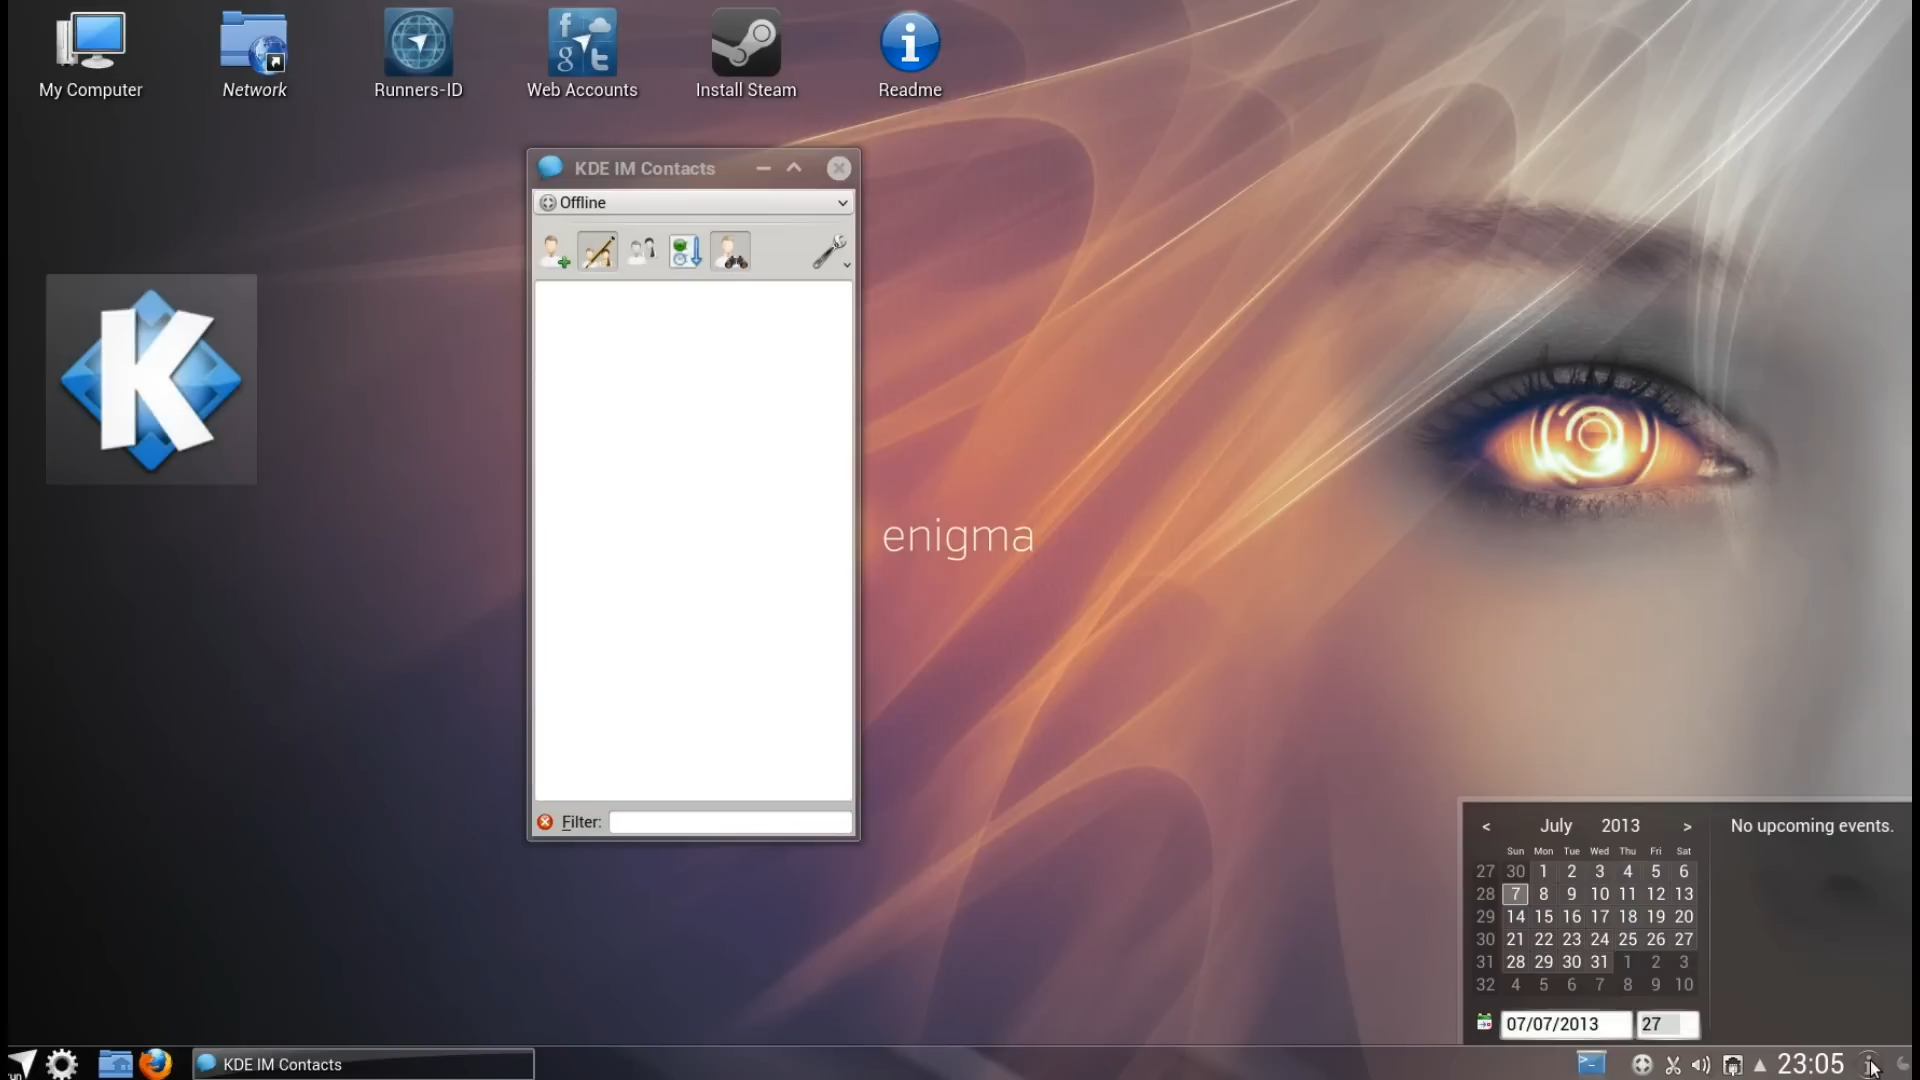 My Computer
Network
Runners-ID
Web Accounts
Install Steam
Readme
KDE IM Contacts
Offline
K
enigma
Filter:
< July 2013 >
No upcoming events.
Sun Mon Tue Wed Thu Fri Sat
27 30 1 2 3 4 5 6
28 7 8 9 10 11 12 13
29 14 15 16 17 18 19 20
30 21 22 23 24 25 26 27
31 28 29 30 31 1 2 3
32 4 5 6 7 8 9 10
07/07/2013 27
KDE IM Contacts
23:05